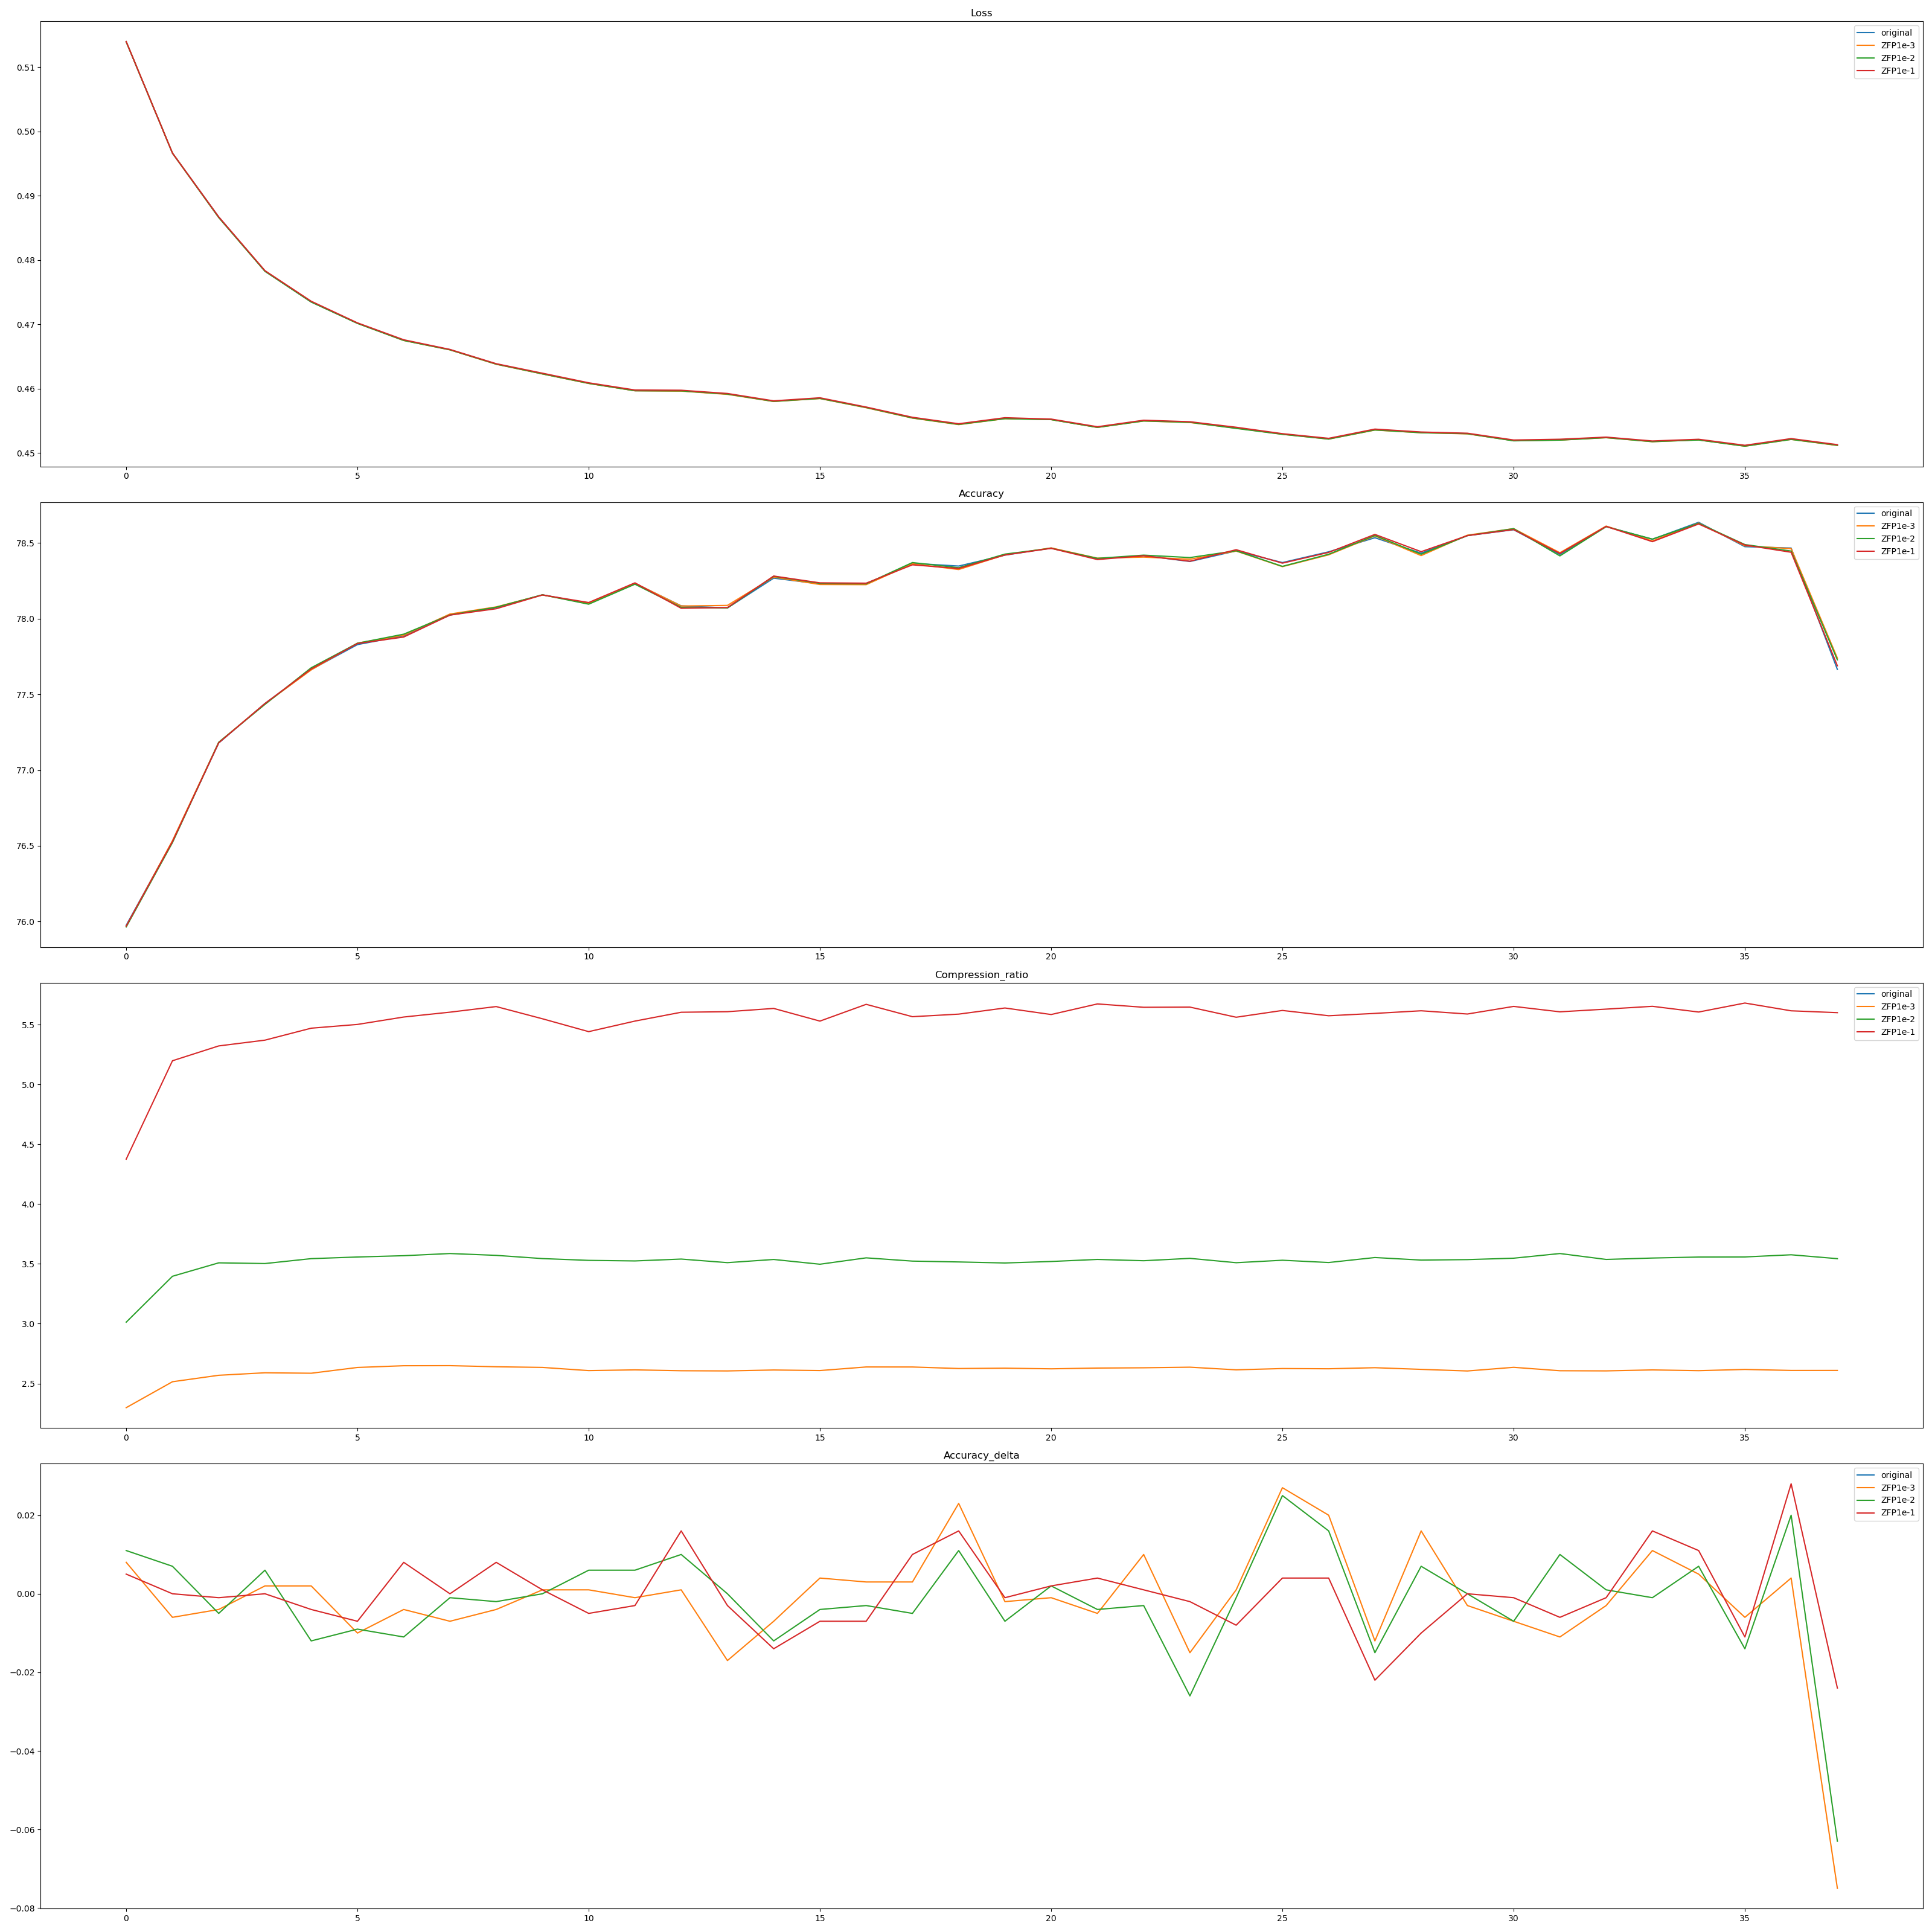 Loss
original
ZFP1e-3
ZFP1e-2
ZFP1e-1
0.51
0.50
0.49
0.48
0.47
0.46
0.45
0 5 10 15 20 25 30 35
Accuracy
original
ZFP1e-3
ZFP1e-2
ZFP1e-1
78.5
78.0
77.5
77.0
76.5
76.0
0 5 10 15 20 25 30 35
Compression_ratio
original
ZFP1e-3
ZFP1e-2
ZFP1e-1
5.5
5.0
4.5
4.0
3.5
3.0
2.5
0 5 10 15 20 25 30 35
Accuracy_delta
original
ZFP1e-3
ZFP1e-2
ZFP1e-1
0.02
0.00
−0.02
−0.04
−0.06
−0.08
0 5 10 15 20 25 30 35